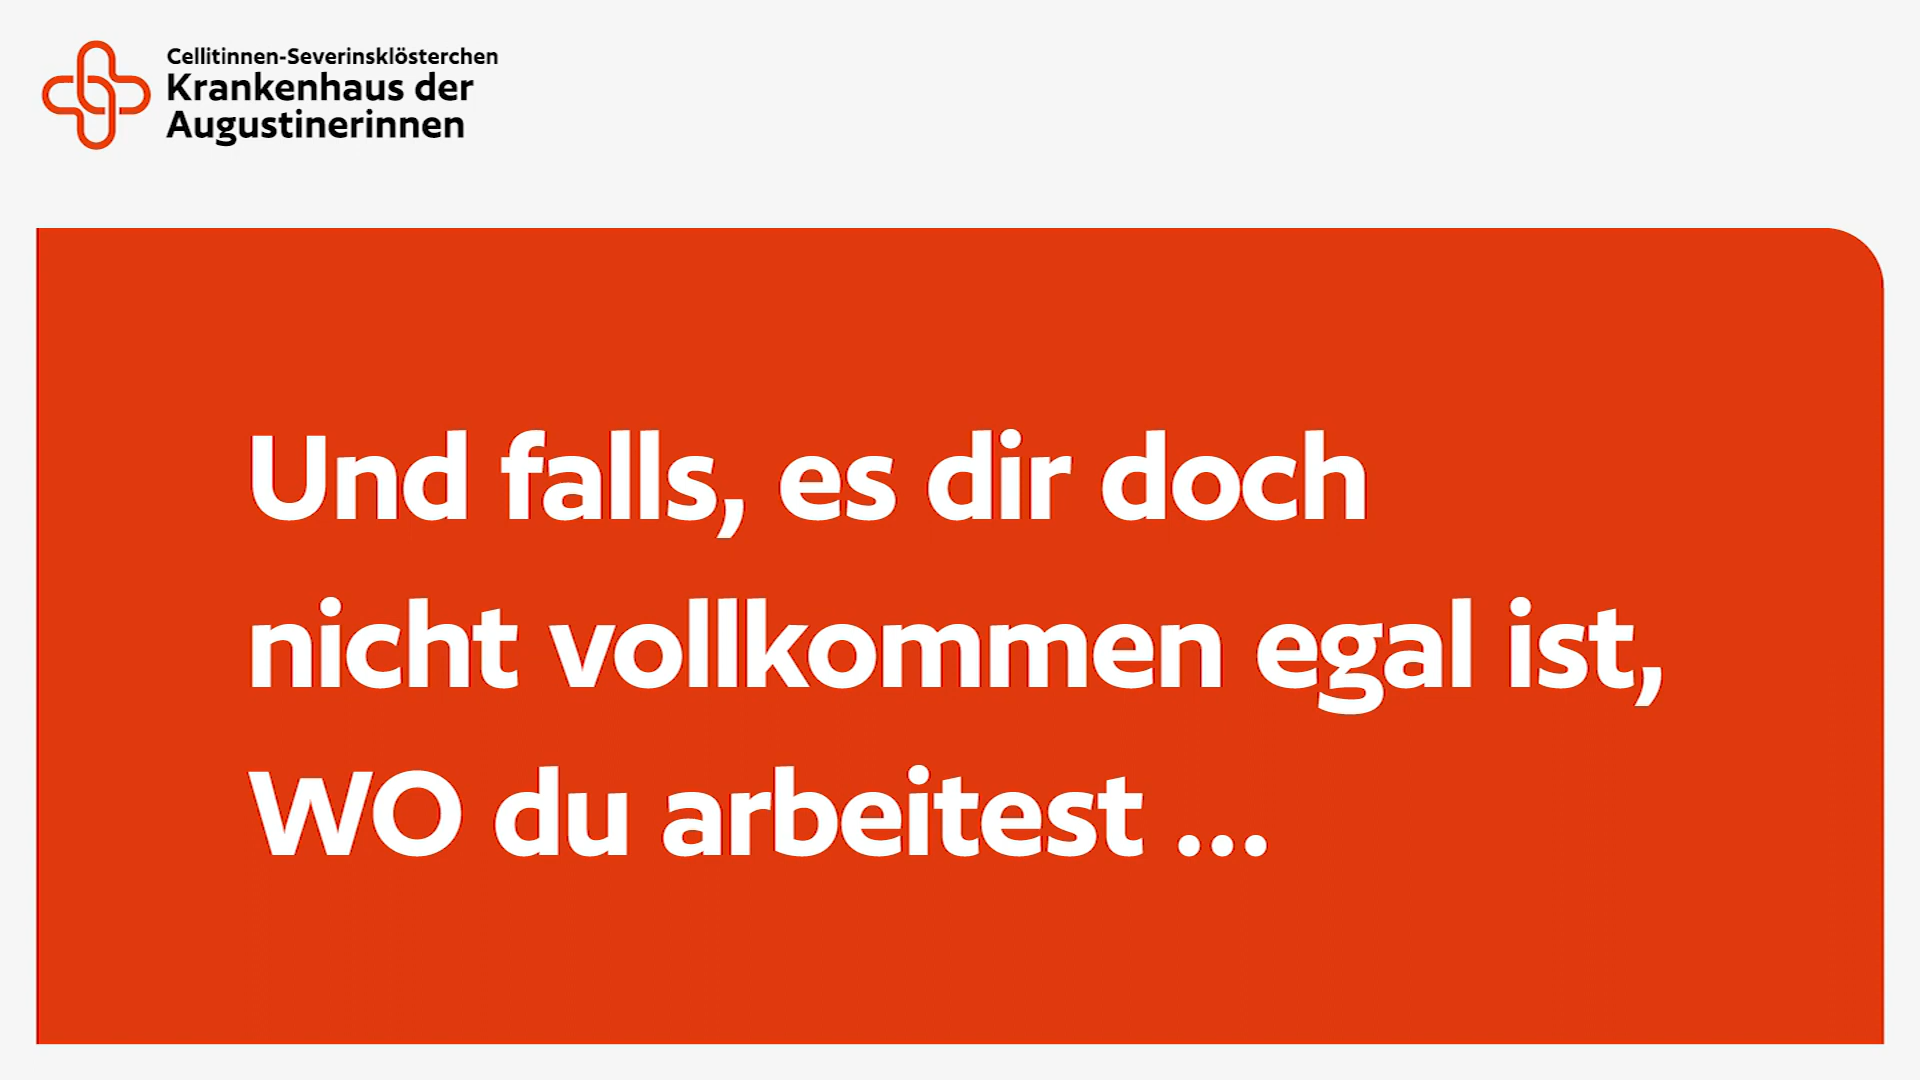 Cellitinnen-Severinsklösterchen
Krankenhaus der
Augustinerinnen
Und falls, es dir doch
nicht vollkommen egal ist,
WO du arbeitest ...